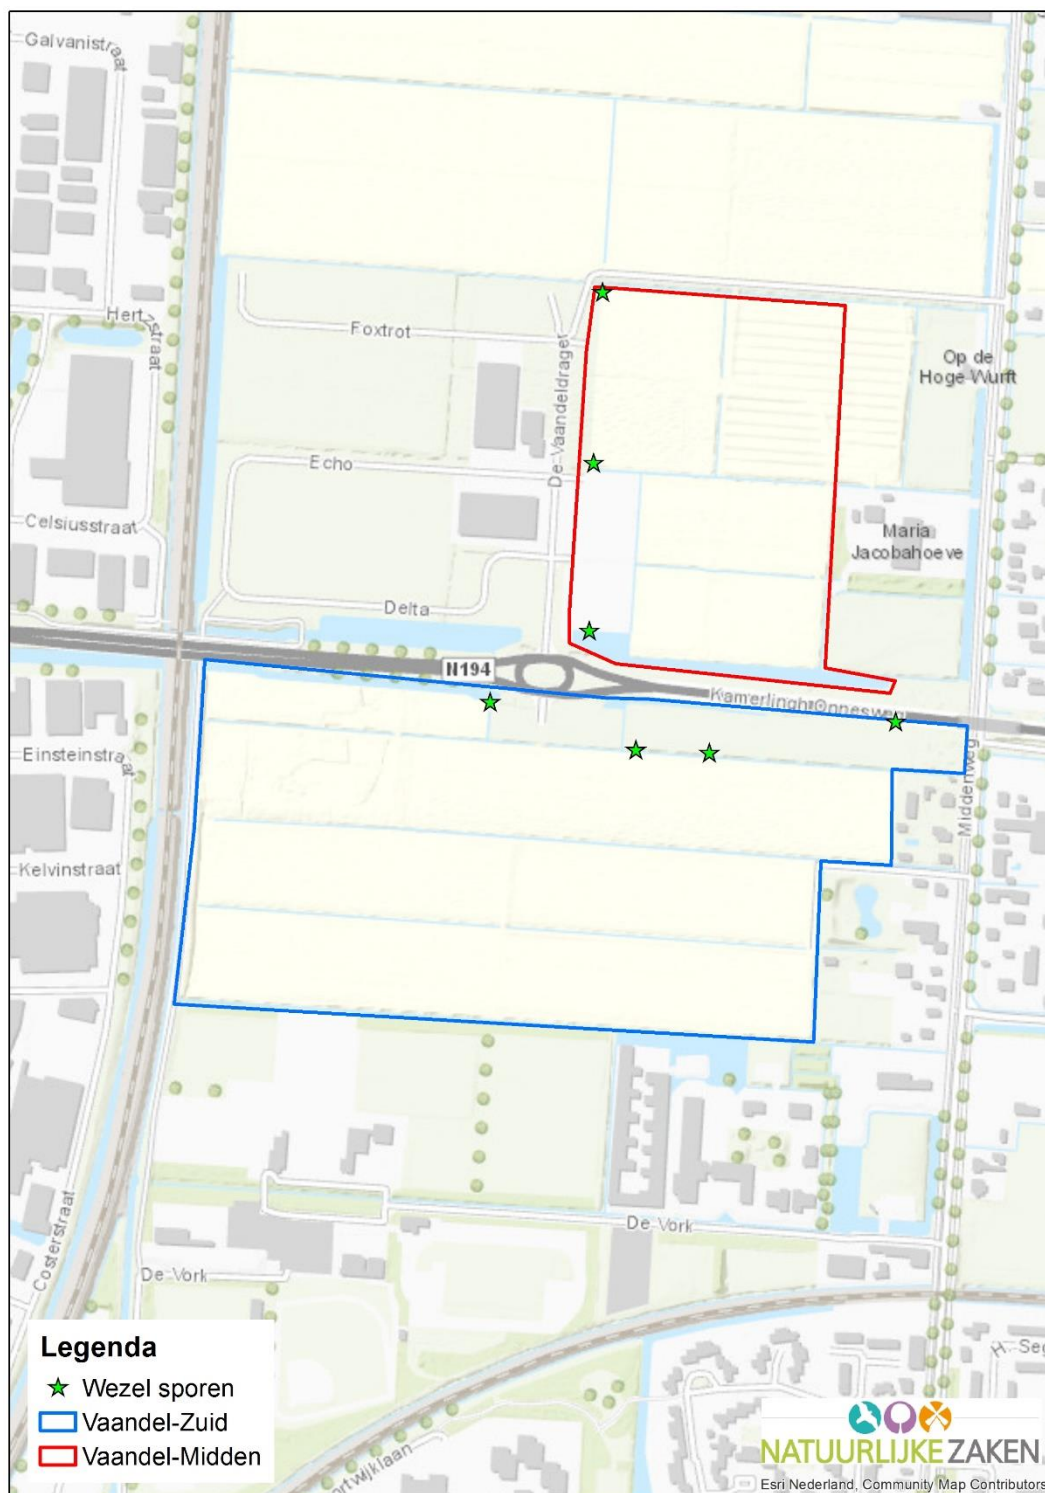 Galvanistraat
Hertzstraat
Foxtrot
De Vaandeldrager
Op de
Hoge Wurft
Echo
Celsiusstraat
Maria
Jacobahoeve
Delta
N194
Kamerlingh Onnesweg
Einsteinstraat
Middenweg
Kelvinstraat
De Vork
Costerstraat
De Vork
H. Seg
rtwijklaan
Legenda
Wezel sporen
Vaandel-Zuid
Vaandel-Midden
NATUURLIJKE ZAKEN
Esri Nederland, Community Map Contributors